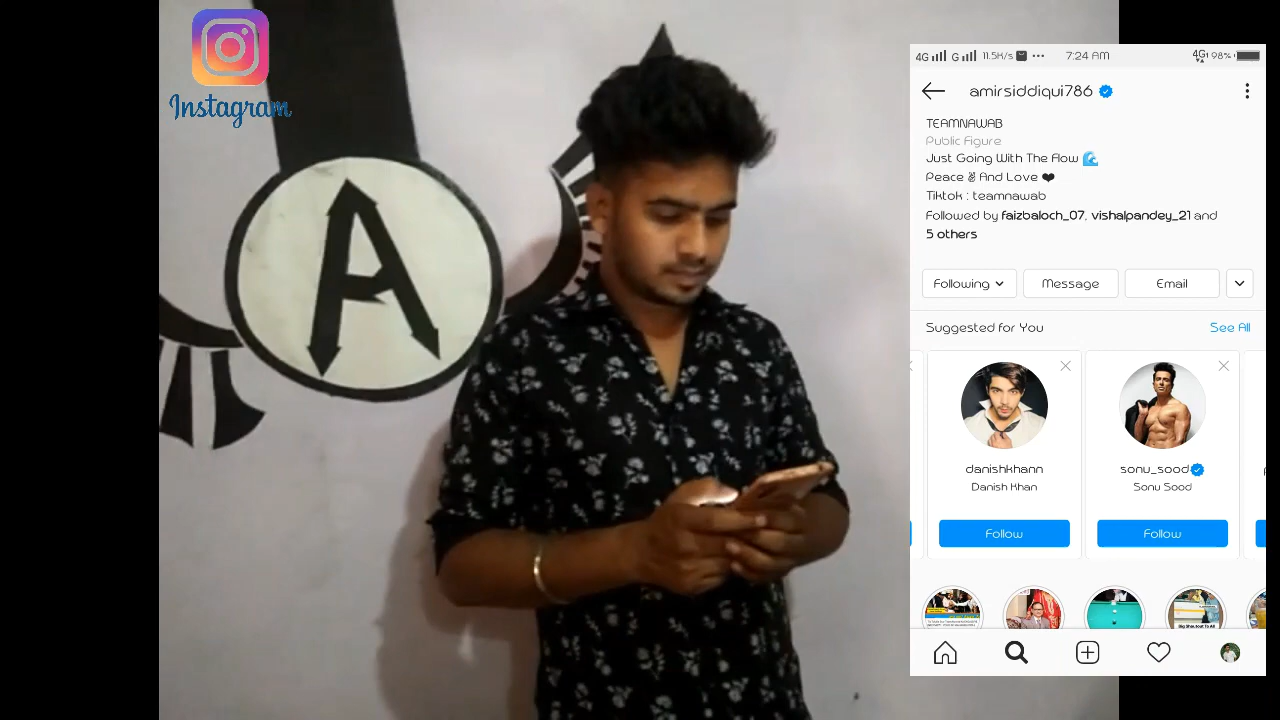 Instagram
A
4G G 11.5K/s ... 7:24 AM 4G 98%
amirsiddiqui786
TEAMNAWAB
Public Figure
Just Going With The Flow 🌊
Peace ✌ And Love ❤
Tiktok : teamnawab
Followed by faizbaloch_07, vishalpandey_21 and
5 others
Following Message Email
Suggested for You See All
danishkhann sonu_sood
Danish Khan Sonu Sood
Follow Follow